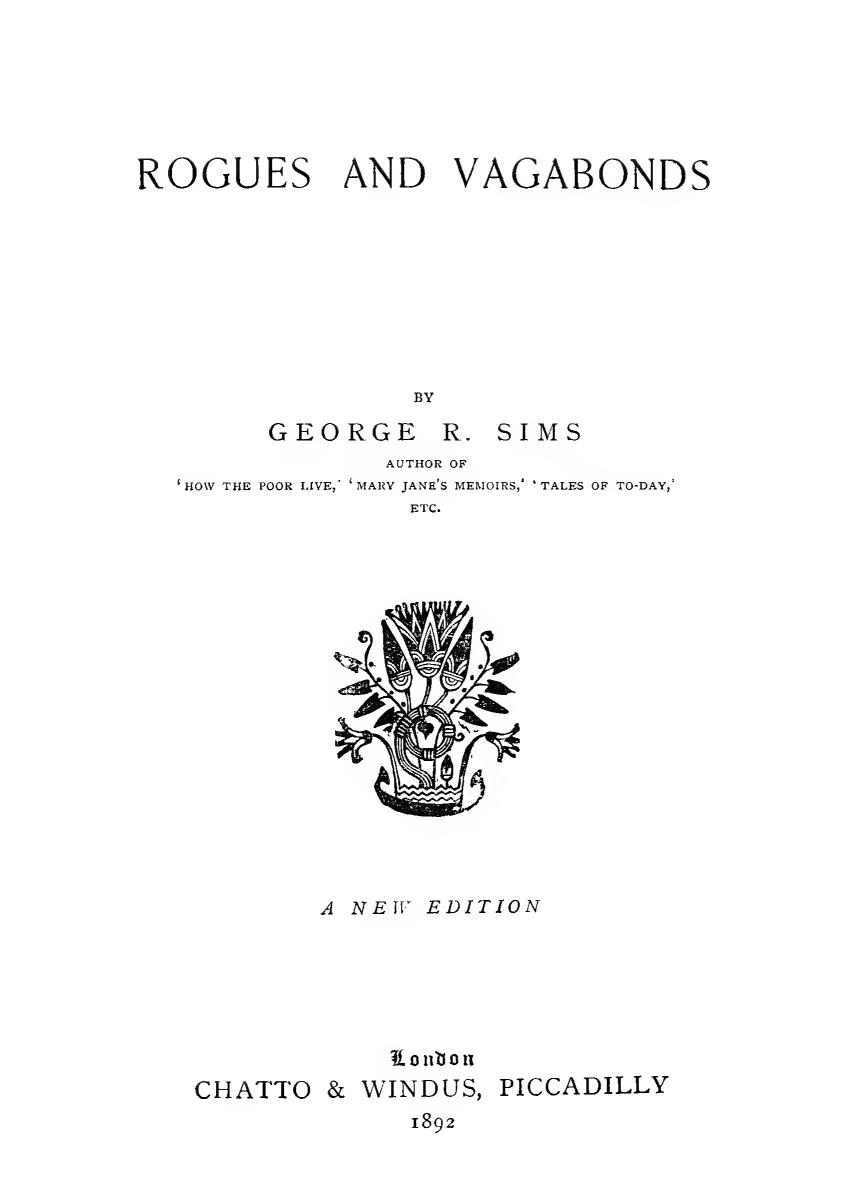 ROGUES AND VAGABONDS
BY
GEORGE R. SIMS
AUTHOR OF
‘HOW THE POOR LIVE,’ ‘MARY JANE'S MEMOIRS,’ ‘TALES OF TO-DAY,’
ETC.
A NEW EDITION
London
CHATTO & WINDUS, PICCADILLY
1892